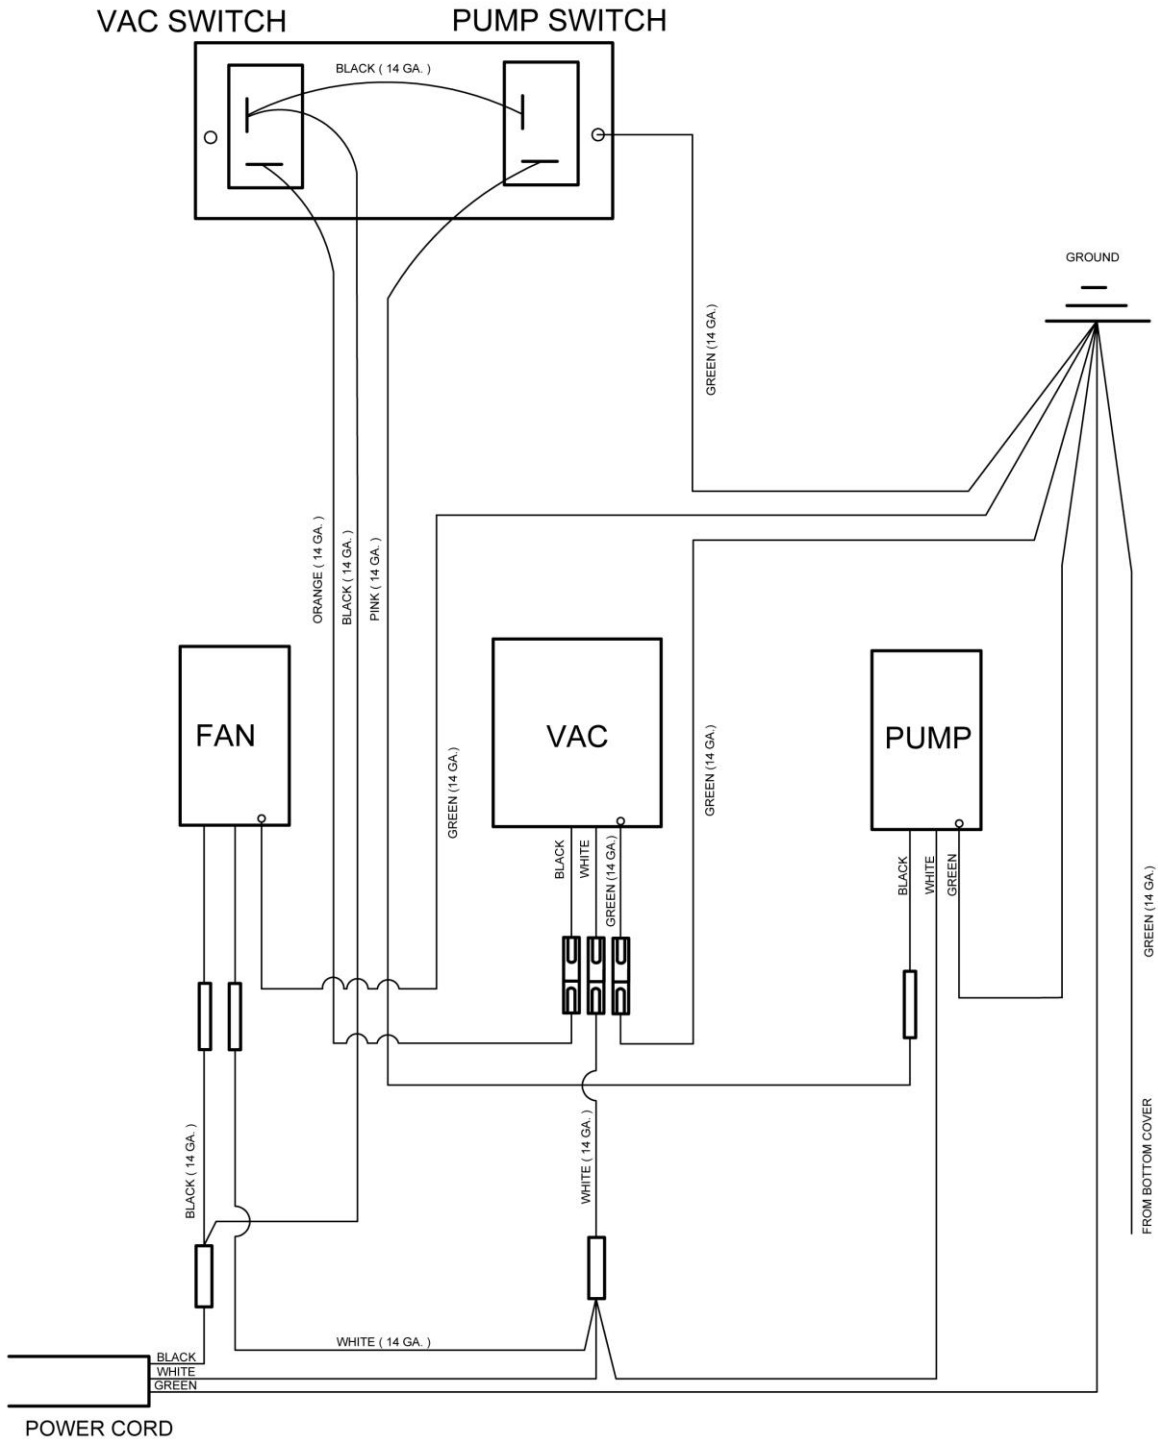 VAC SWITCH
PUMP SWITCH
BLACK ( 14 GA. )
GROUND
GREEN (14 GA.)
ORANGE ( 14 GA. )
BLACK ( 14 GA. )
PINK ( 14 GA. )
FAN
VAC
PUMP
GREEN (14 GA.)
GREEN (14 GA.)
BLACK
WHITE
GREEN (14 GA.)
BLACK
WHITE
GREEN
GREEN (14 GA.)
BLACK ( 14 GA. )
WHITE ( 14 GA. )
FROM BOTTOM COVER
WHITE ( 14 GA. )
BLACK
WHITE
GREEN
POWER CORD